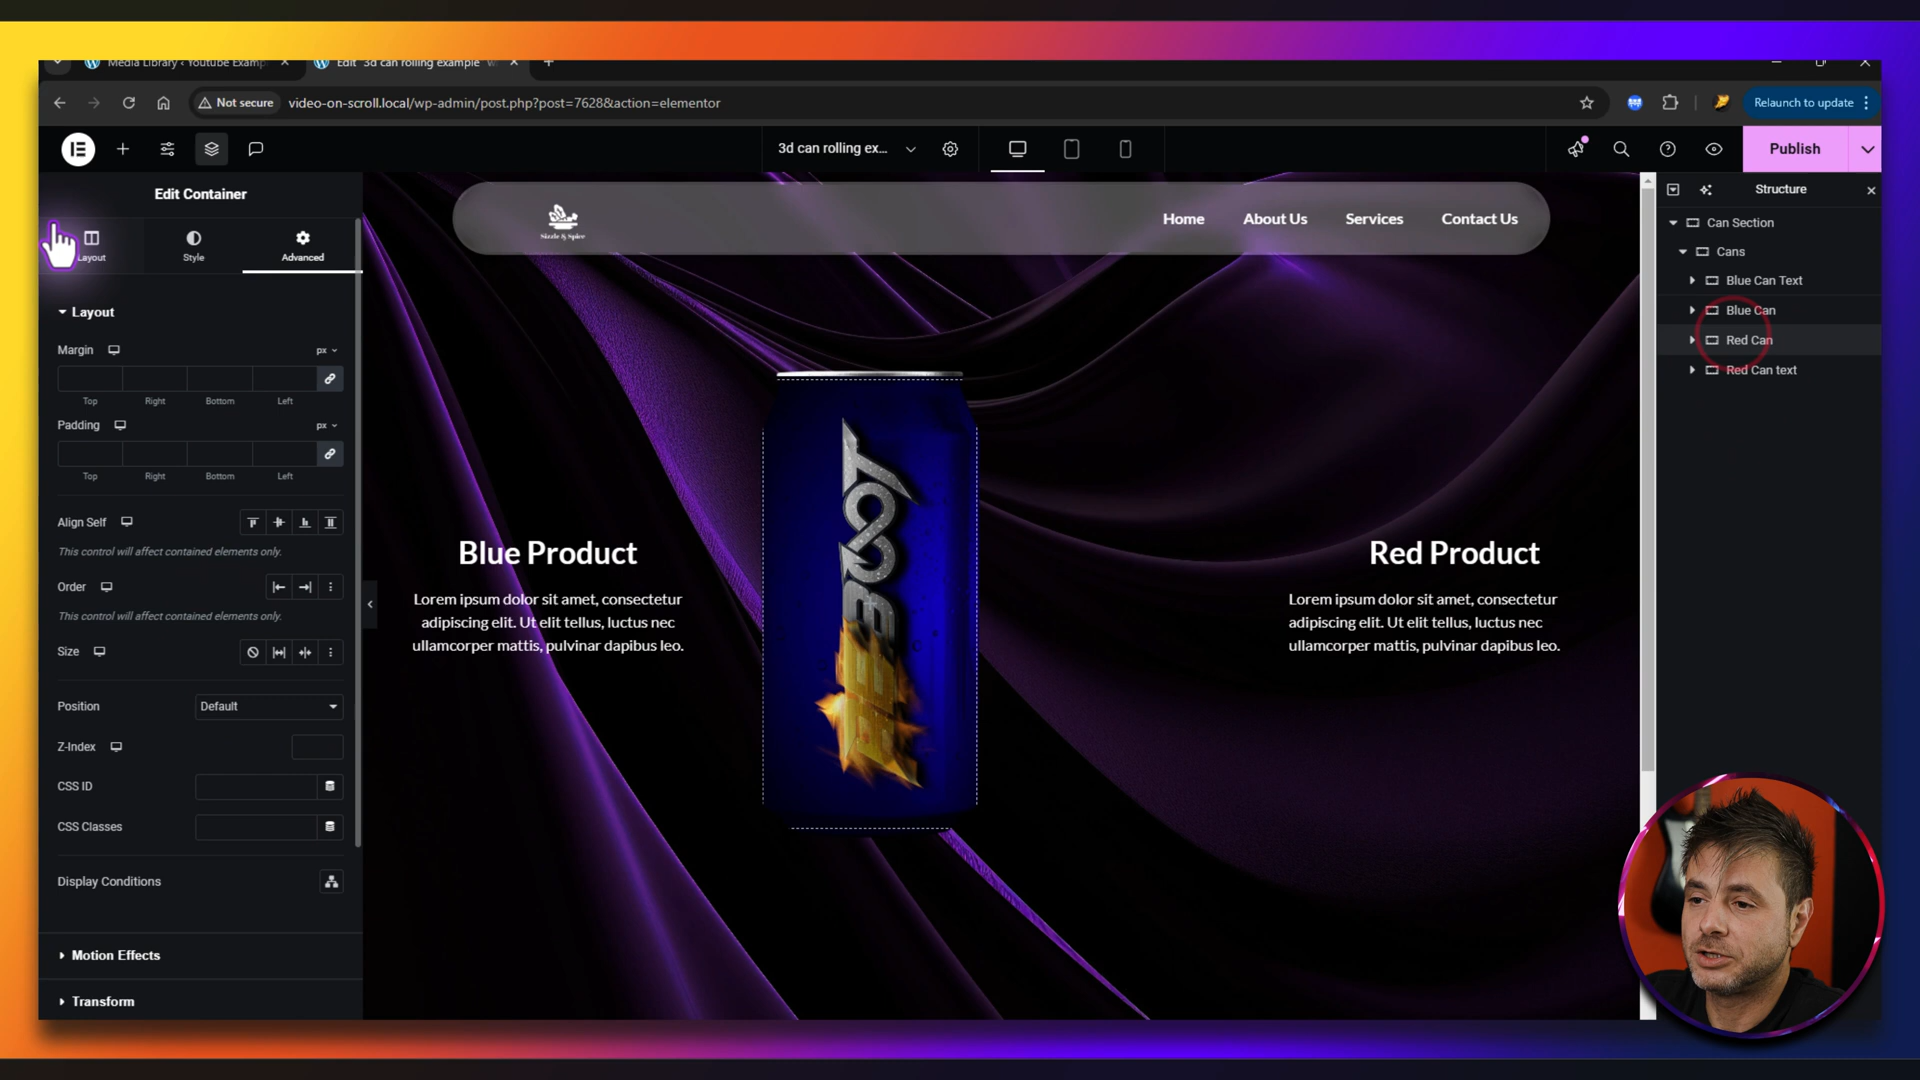 Media Library ‹ Youtube Examp
Edit "3d can rolling example" w
Not secure
video-on-scroll.local/wp-admin/post.php?post=7628&action=elementor
Relaunch to update
3d can rolling ex...
Publish
Edit Container
Layout
Style
Advanced
Layout
Margin
px
Top
Right
Bottom
Left
Padding
px
Top
Right
Bottom
Left
Align Self
This control will affect contained elements only.
Order
This control will affect contained elements only.
Size
Position
Default
Z-Index
CSS ID
CSS Classes
Display Conditions
Motion Effects
Transform
Sizzle & Spice
Home
About Us
Services
Contact Us
Blue Product
Lorem ipsum dolor sit amet, consectetur
adipiscing elit. Ut elit tellus, luctus nec
ullamcorper mattis, pulvinar dapibus leo.
Red Product
Lorem ipsum dolor sit amet, consectetur
adipiscing elit. Ut elit tellus, luctus nec
ullamcorper mattis, pulvinar dapibus leo.
Structure
Can Section
Cans
Blue Can Text
Blue Can
Red Can
Red Can text